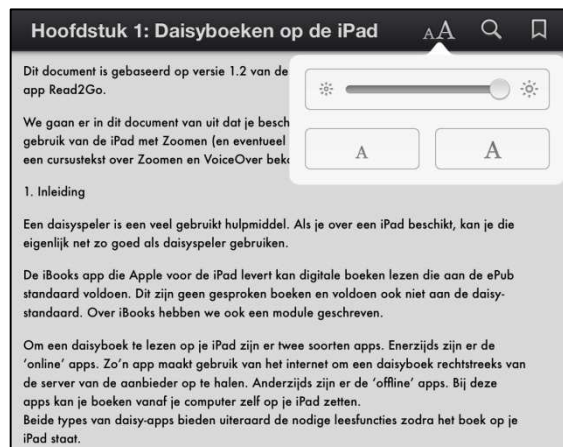 Hoofdstuk 1: Daisyboeken op de iPad AA
Dit document is gebaseerd op versie 1.2 van de
app Read2Go.
We gaan er in dit document van uit dat je besch
gebruik van de iPad met Zoomen (en eventueel
een cursustekst over Zoomen en VoiceOver beko
A A
1. Inleiding
Een daisyspeler is een veel gebruikt hulpmiddel. Als je over een iPad beschikt, kan je die
eigenlijk net zo goed als daisyspeler gebruiken.
De iBooks app die Apple voor de iPad levert kan digitale boeken lezen die aan de ePub
standaard voldoen. Dit zijn geen gesproken boeken en voldoen ook niet aan de daisy-
standaard. Over iBooks hebben we ook een module geschreven.
Om een daisyboek te lezen op je iPad zijn er twee soorten apps. Enerzijds zijn er de
‘online’ apps. Zo’n app maakt gebruik van het internet om een daisyboek rechtstreeks van
de server van de aanbieder op te halen. Anderzijds zijn er de ‘offline’ apps. Bij deze
apps kan je boeken vanaf je computer zelf op je iPad zetten.
Beide types van daisy-apps bieden uiteraard de nodige leesfuncties zodra het boek op je
iPad staat.